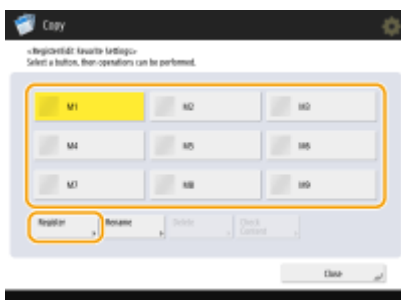 Copy
<Register/Edit Favorite Settings>
Select a button, then operations can be performed.
M1 M2 M3
M4 M5 M6
M7 M8 M9
Register Rename Delete Check Content
Close